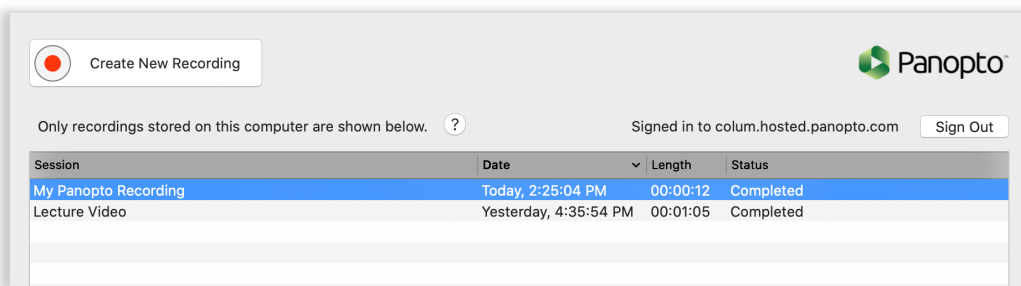 Create New Recording
Panopto™
Only recordings stored on this computer are shown below. ?
Signed in to colum.hosted.panopto.com Sign Out
Session Date Length Status
My Panopto Recording Today, 2:25:04 PM 00:00:12 Completed
Lecture Video Yesterday, 4:35:54 PM 00:01:05 Completed